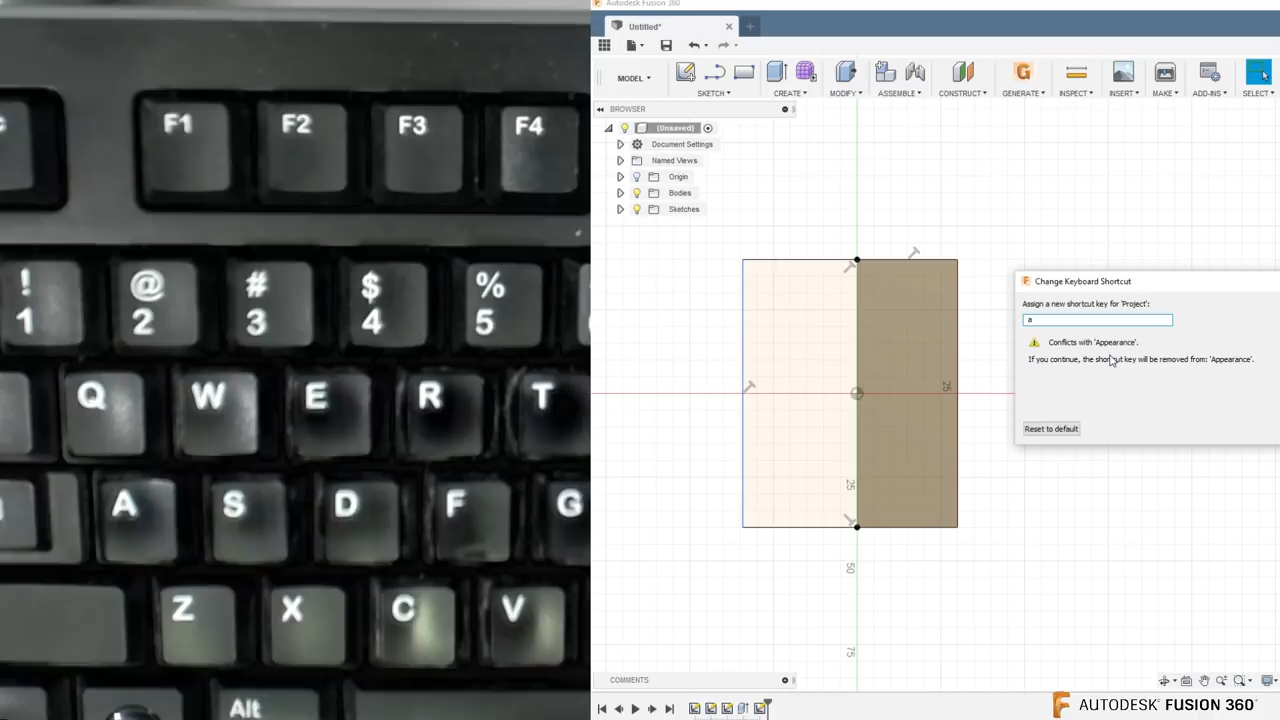 F1 F2 F3 F4
! @ # $ %
1 2 3 4 5
Q W E R T
A S D F G
Z X C V
Alt
Autodesk Fusion 360
Untitled*
MODEL
SKETCH
CREATE
MODIFY
ASSEMBLE
CONSTRUCT
GENERATE
INSPECT
INSERT
MAKE
ADD-INS
SELECT
BROWSER
(Unsaved)
Document Settings
Named Views
Origin
Bodies
Sketches
25
25
50
75
Change Keyboard Shortcut
Assign a new shortcut key for 'Project':
a
Conflicts with 'Appearance'.
If you continue, the shortcut key will be removed from: 'Appearance'.
Reset to default
COMMENTS
AUTODESK FUSION 360°